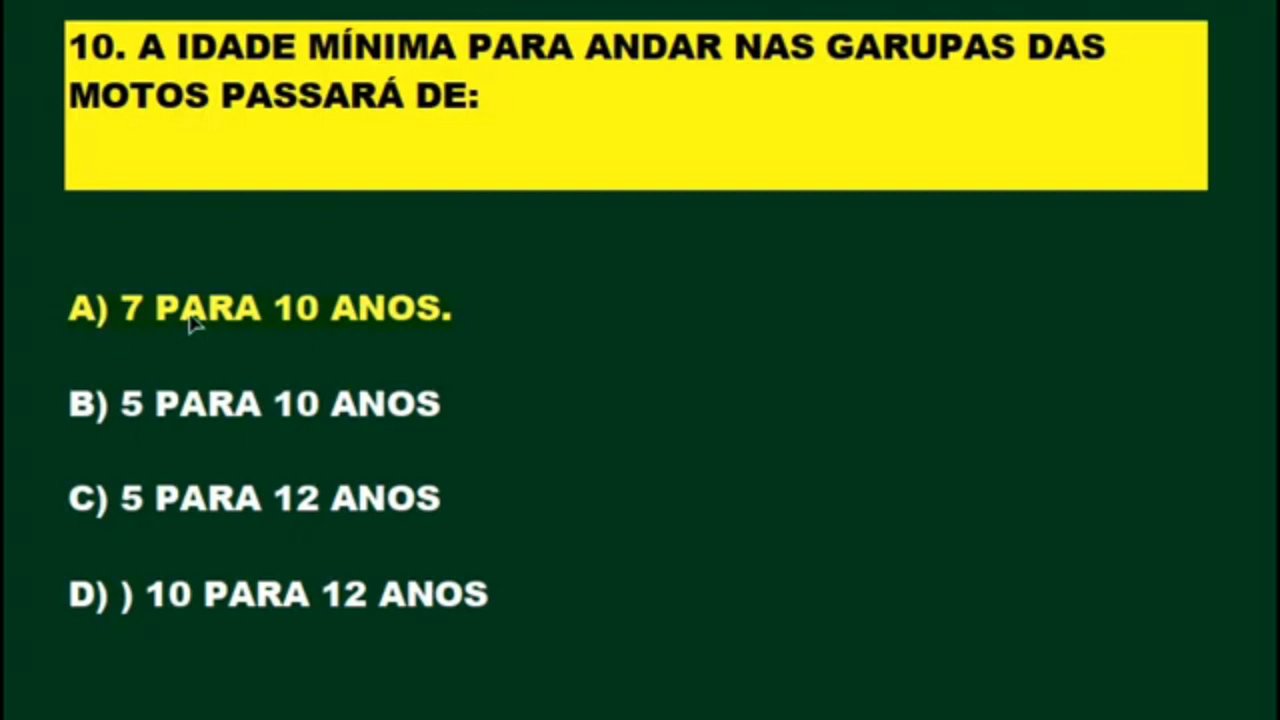 10. A IDADE MÍNIMA PARA ANDAR NAS GARUPAS DAS
MOTOS PASSARÁ DE:
A) 7 PARA 10 ANOS.
B) 5 PARA 10 ANOS
C) 5 PARA 12 ANOS
D) ) 10 PARA 12 ANOS